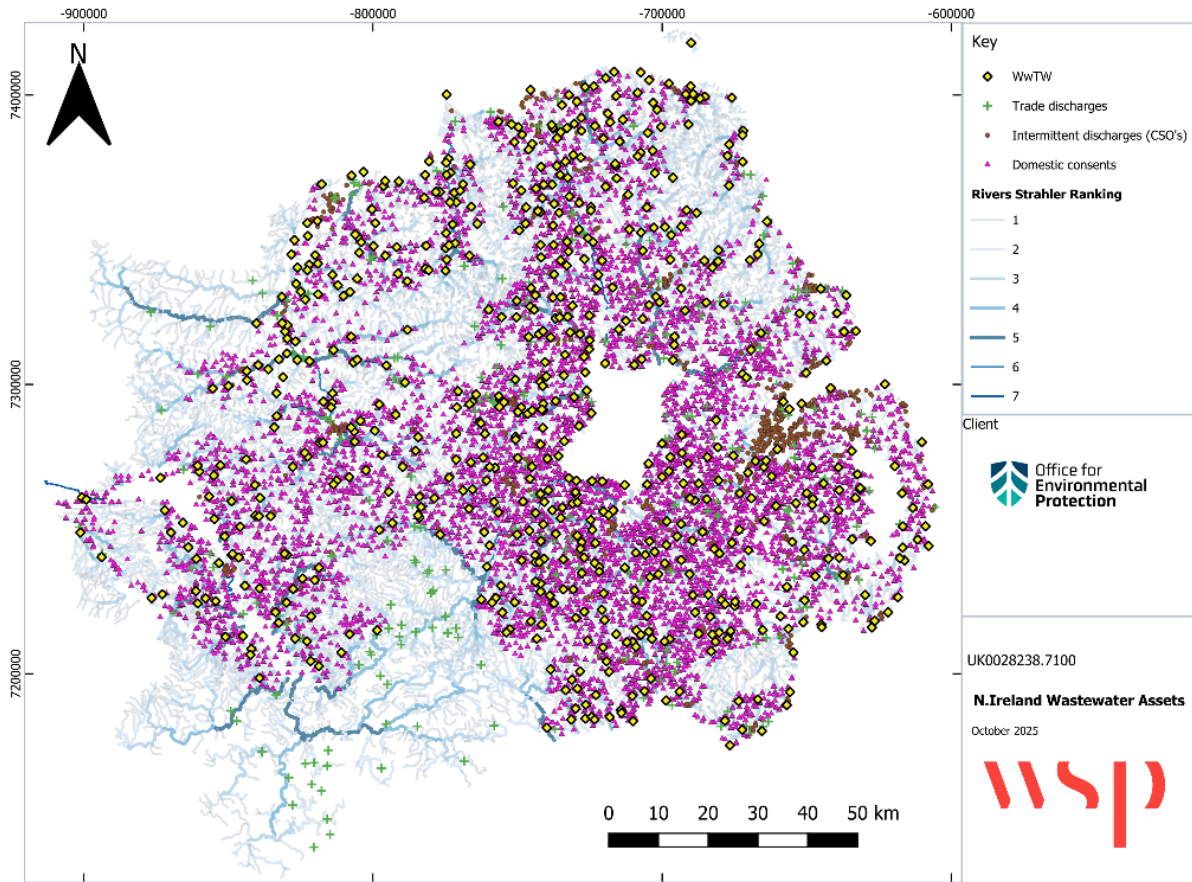 -900000
-800000
-700000
-600000
N
7400000
7300000
7200000
0 10 20 30 40 50 km
Key
WwTW
Trade discharges
Intermittent discharges (CSO's)
Domestic consents
Rivers Strahler Ranking
1
2
3
4
5
6
7
Client
Office for
Environmental
Protection
UK0028238.7100
N.Ireland Wastewater Assets
October 2025
wsp